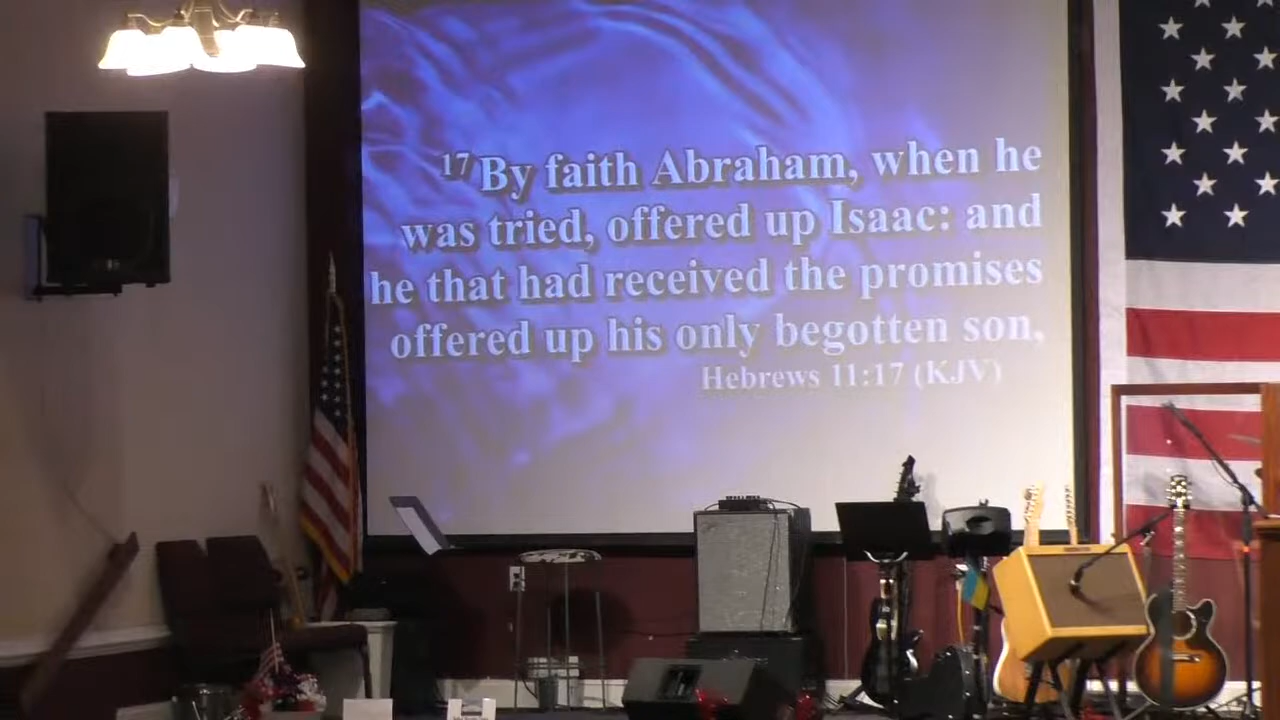 17 By faith Abraham, when he
was tried, offered up Isaac: and
he that had received the promises
offered up his only begotten son,
Hebrews 11:17 (KJV)